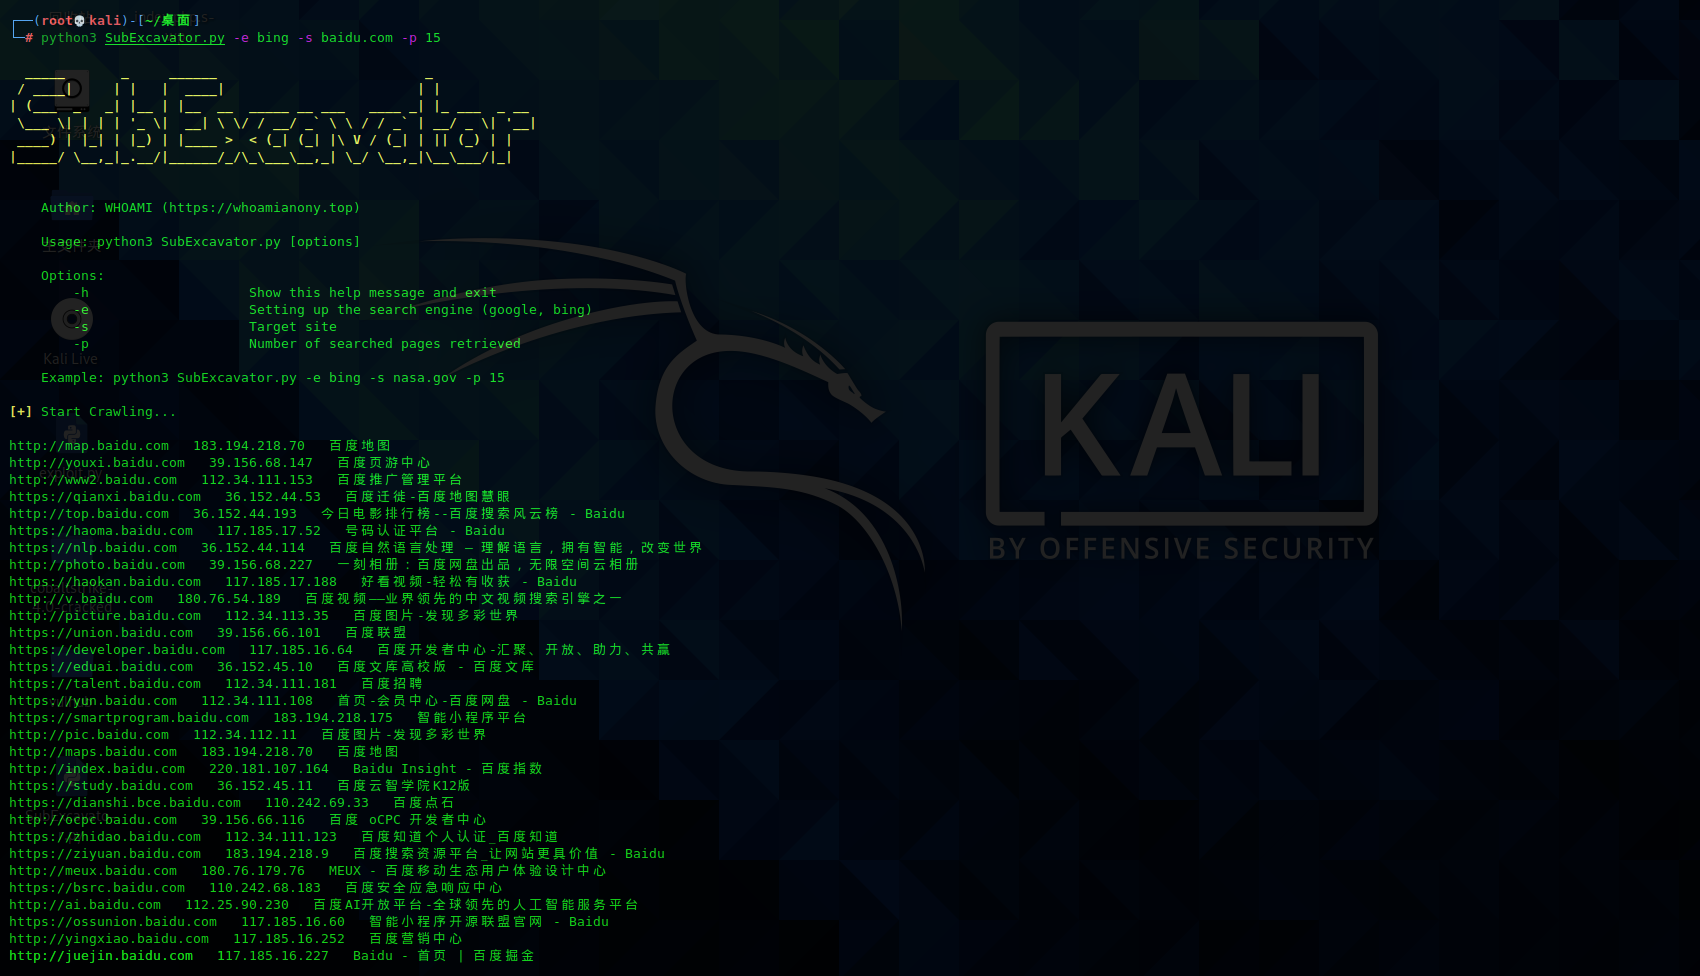 ┌──(root💀kali)-[~/桌面]
└─# python3 SubExcavator.py -e bing -s baidu.com -p 15
SubExcavator
Author: WHOAMI (https://whoamianony.top)
Usage: python3 SubExcavator.py [options]
Options:
-h Show this help message and exit
-e Setting up the search engine (google, bing)
-s Target site
-p Number of searched pages retrieved
Example: python3 SubExcavator.py -e bing -s nasa.gov -p 15
[+] Start Crawling...
http://map.baidu.com 183.194.218.70 百度地图
http://youxi.baidu.com 39.156.68.147 百度页游中心
http://www2.baidu.com 112.34.111.153 百度推广管理平台
https://qianxi.baidu.com 36.152.44.53 百度迁徙-百度地图慧眼
http://top.baidu.com 36.152.44.193 今日电影排行榜--百度搜索风云榜 - Baidu
https://haoma.baidu.com 117.185.17.52 号码认证平台 - Baidu
https://nlp.baidu.com 36.152.44.114 百度自然语言处理 – 理解语言，拥有智能，改变世界
http://photo.baidu.com 39.156.68.227 一刻相册：百度网盘出品，无限空间云相册
https://haokan.baidu.com 117.185.17.188 好看视频-轻松有收获 - Baidu
http://v.baidu.com 180.76.54.189 百度视频——业界领先的中文视频搜索引擎之一
http://picture.baidu.com 112.34.113.35 百度图片-发现多彩世界
https://union.baidu.com 39.156.66.101 百度联盟
https://developer.baidu.com 117.185.16.64 百度开发者中心-汇聚、开放、助力、共赢
https://eduai.baidu.com 36.152.45.10 百度文库高校版 - 百度文库
https://talent.baidu.com 112.34.111.181 百度招聘
https://yun.baidu.com 112.34.111.108 首页-会员中心-百度网盘 - Baidu
https://smartprogram.baidu.com 183.194.218.175 智能小程序平台
http://pic.baidu.com 112.34.112.11 百度图片-发现多彩世界
http://maps.baidu.com 183.194.218.70 百度地图
http://index.baidu.com 220.181.107.164 Baidu Insight - 百度指数
https://study.baidu.com 36.152.45.11 百度云智学院K12版
https://dianshi.bce.baidu.com 110.242.69.33 百度点石
http://ocpc.baidu.com 39.156.66.116 百度 oCPC 开发者中心
https://zhidao.baidu.com 112.34.111.123 百度知道个人认证_百度知道
https://ziyuan.baidu.com 183.194.218.9 百度搜索资源平台_让网站更具价值 - Baidu
http://meux.baidu.com 180.76.179.76 MEUX - 百度移动生态用户体验设计中心
https://bsrc.baidu.com 110.242.68.183 百度安全应急响应中心
http://ai.baidu.com 112.25.90.230 百度AI开放平台-全球领先的人工智能服务平台
https://ossunion.baidu.com 117.185.16.60 智能小程序开源联盟官网 - Baidu
http://yingxiao.baidu.com 117.185.16.252 百度营销中心
http://juejin.baidu.com 117.185.16.227 Baidu - 首页 | 百度掘金
Kali Live
KALI
BY OFFENSIVE SECURITY